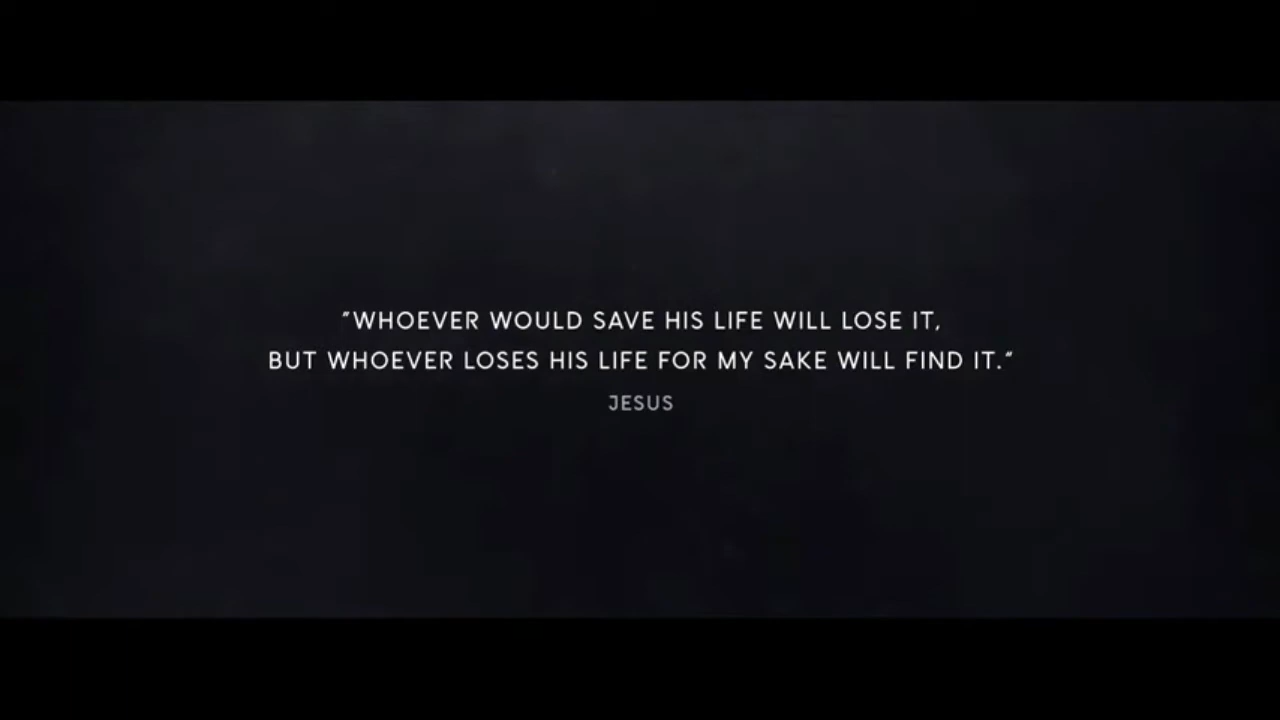 "WHOEVER WOULD SAVE HIS LIFE WILL LOSE IT,
BUT WHOEVER LOSES HIS LIFE FOR MY SAKE WILL FIND IT."
JESUS